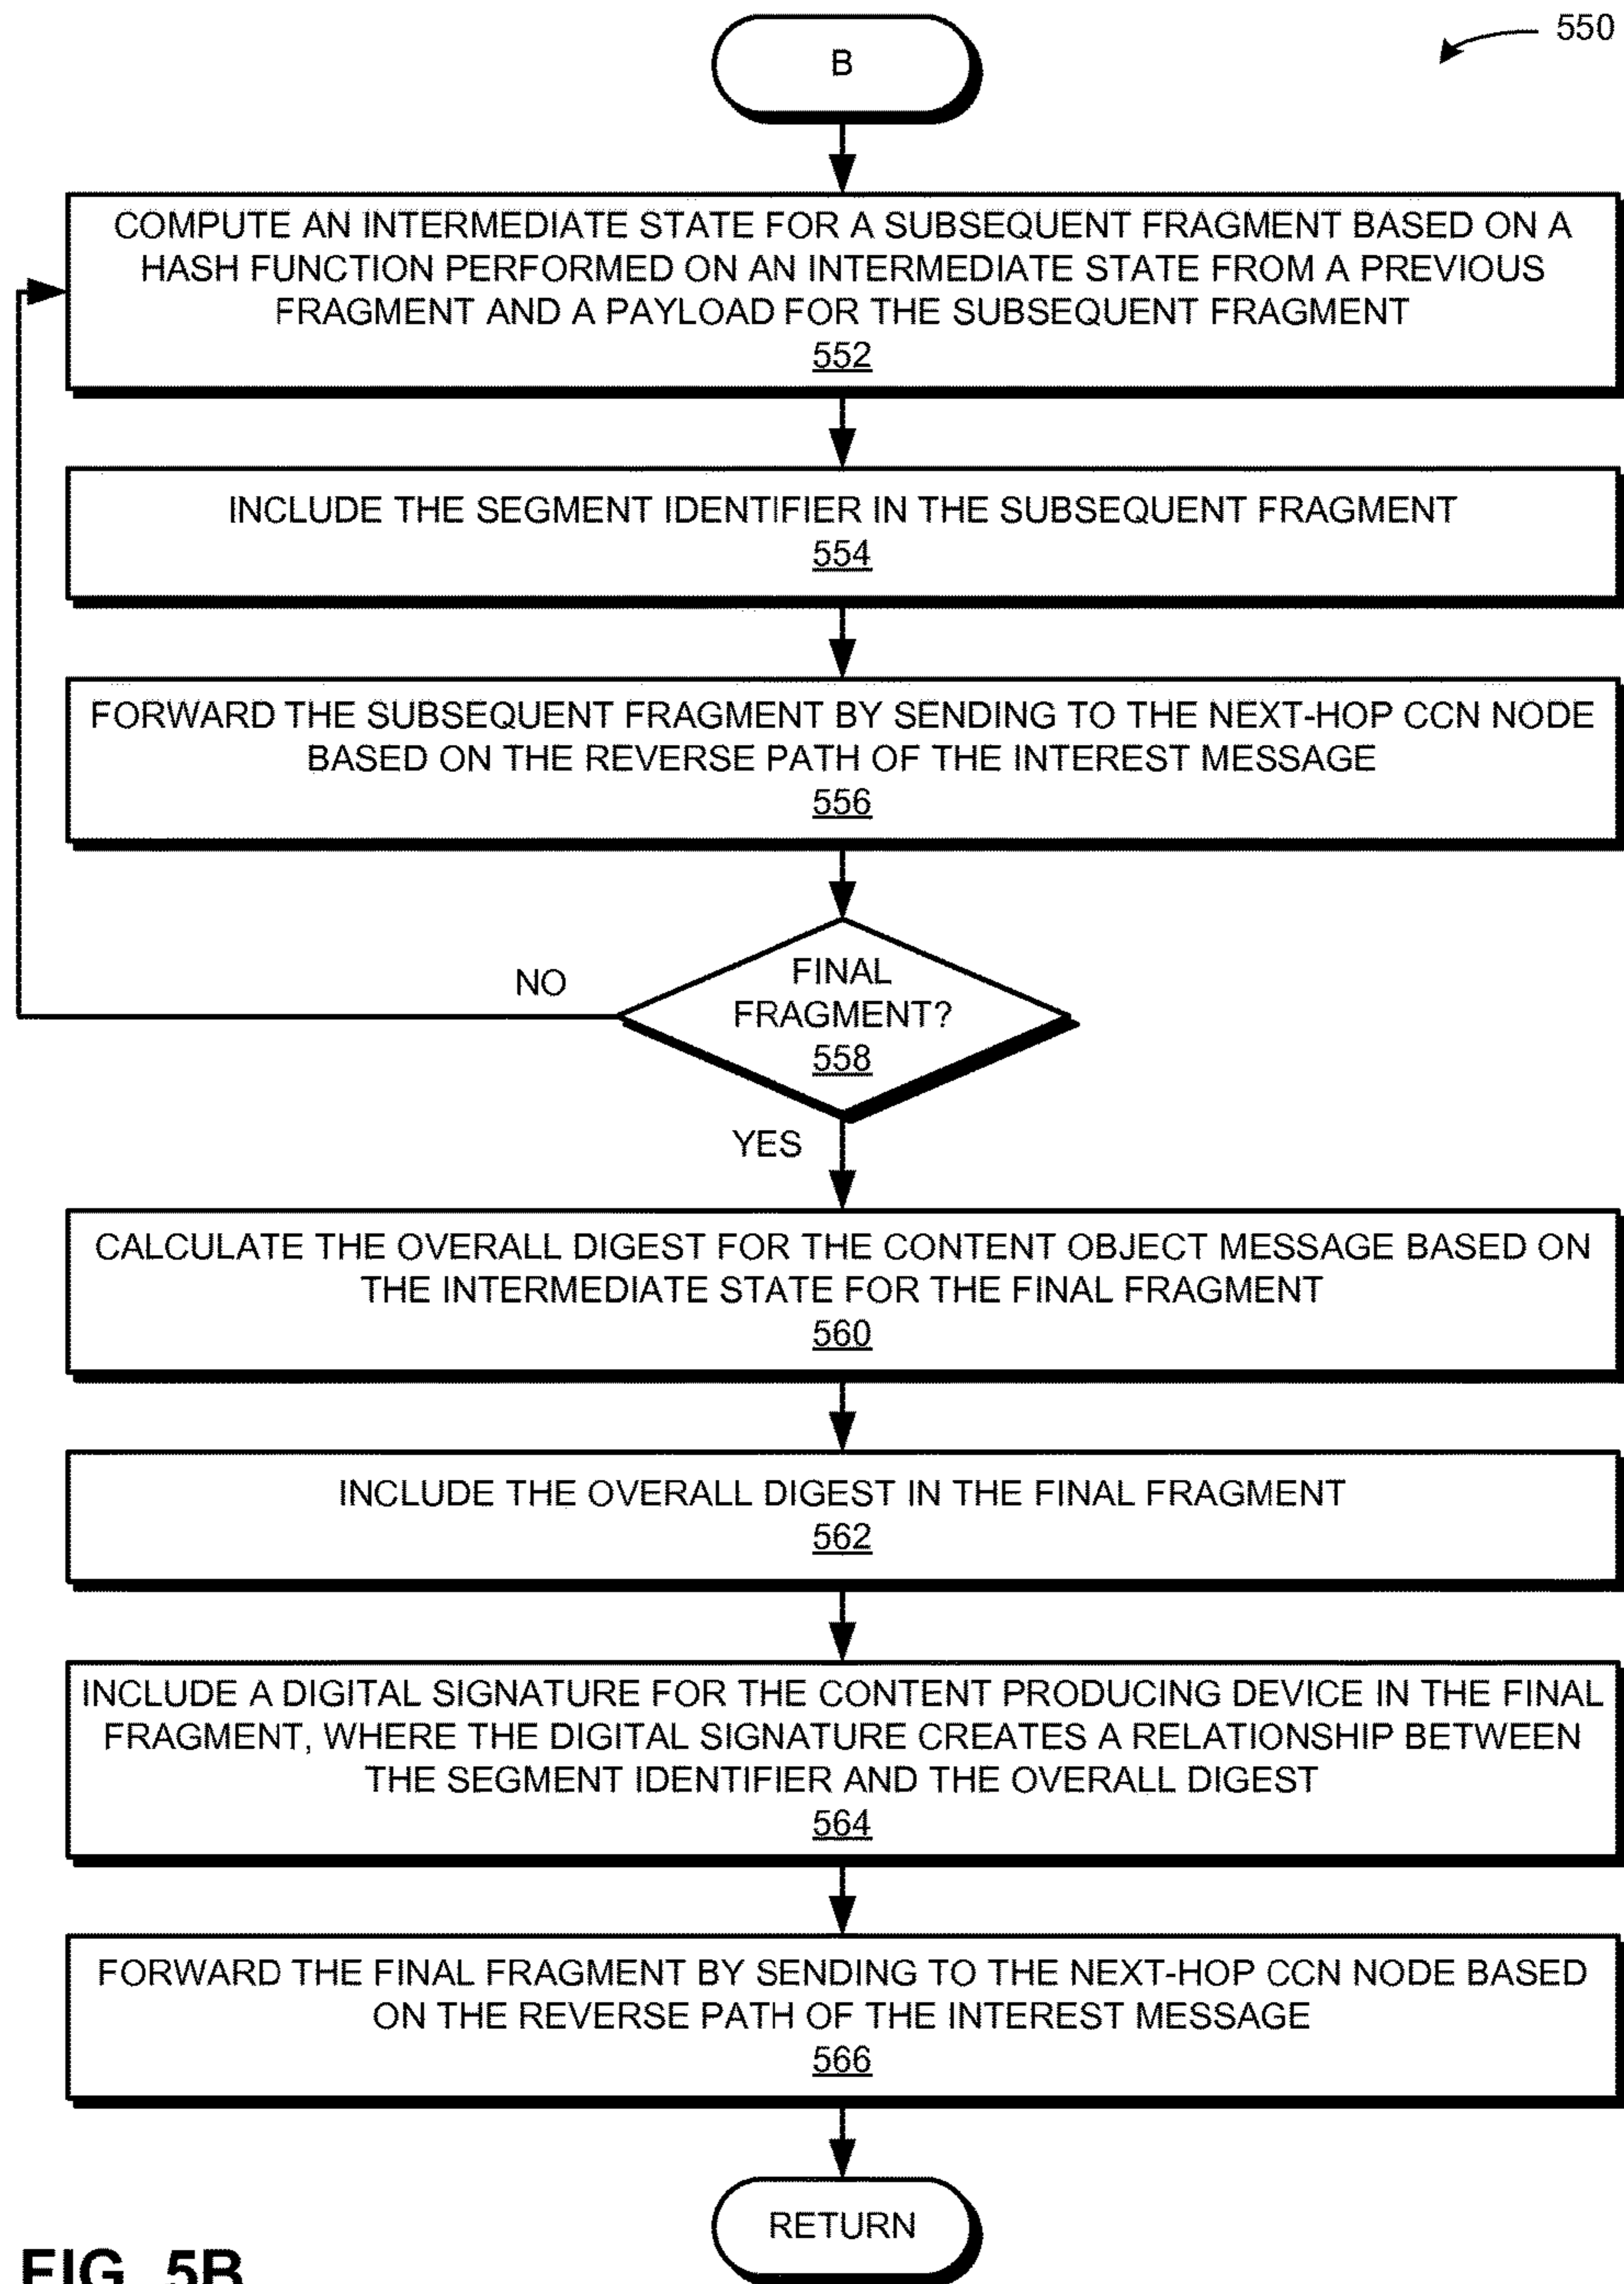 550
B
COMPUTE AN INTERMEDIATE STATE FOR A SUBSEQUENT FRAGMENT BASED ON A
HASH FUNCTION PERFORMED ON AN INTERMEDIATE STATE FROM A PREVIOUS
FRAGMENT AND A PAYLOAD FOR THE SUBSEQUENT FRAGMENT
552
INCLUDE THE SEGMENT IDENTIFIER IN THE SUBSEQUENT FRAGMENT
554
FORWARD THE SUBSEQUENT FRAGMENT BY SENDING TO THE NEXT-HOP CCN NODE
BASED ON THE REVERSE PATH OF THE INTEREST MESSAGE
556
NO
FINAL
FRAGMENT?
558
YES
CALCULATE THE OVERALL DIGEST FOR THE CONTENT OBJECT MESSAGE BASED ON
THE INTERMEDIATE STATE FOR THE FINAL FRAGMENT
560
INCLUDE THE OVERALL DIGEST IN THE FINAL FRAGMENT
562
INCLUDE A DIGITAL SIGNATURE FOR THE CONTENT PRODUCING DEVICE IN THE FINAL
FRAGMENT, WHERE THE DIGITAL SIGNATURE CREATES A RELATIONSHIP BETWEEN
THE SEGMENT IDENTIFIER AND THE OVERALL DIGEST
564
FORWARD THE FINAL FRAGMENT BY SENDING TO THE NEXT-HOP CCN NODE BASED
ON THE REVERSE PATH OF THE INTEREST MESSAGE
566
RETURN
FIG. 5B